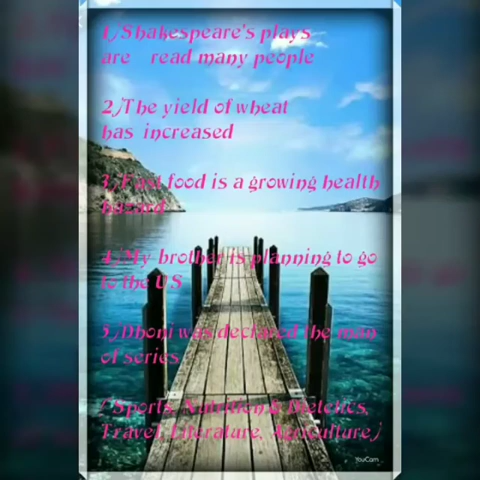 1) Shakespeare's plays
are read many people
2) The yield of wheat
has increased
3) Fast food is a growing health
hazard
4) My brother is planning to go
to the US
5) Dhoni was declared the man
of series
( Sports, Nutrition & Dietetics,
Travel, Literature, Agriculture)
YouCam